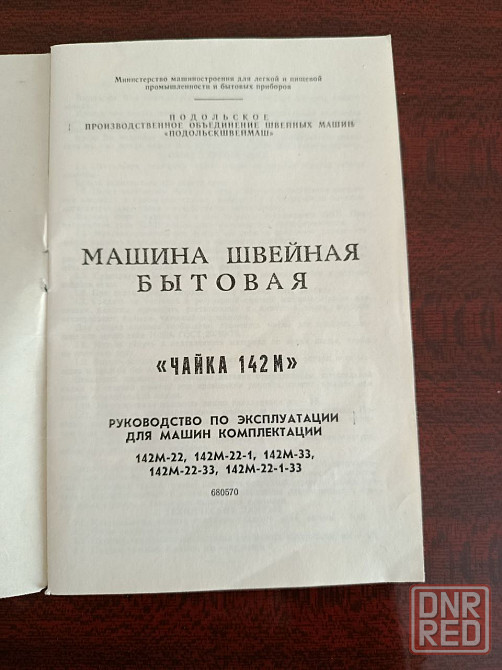 Министерство машиностроения для легкой и пищевой
промышленности и бытовых приборов
ПОДОЛЬСКОЕ
ПРОИЗВОДСТВЕННОЕ ОБЪЕДИНЕНИЕ ШВЕЙНЫХ МАШИН
«ПОДОЛЬСКШВЕЙМАШ»
МАШИНА ШВЕЙНАЯ
БЫТОВАЯ
«ЧАЙКА 142М»
РУКОВОДСТВО ПО ЭКСПЛУАТАЦИИ
ДЛЯ МАШИН КОМПЛЕКТАЦИИ
142М-22, 142М-22-1, 142М-33,
142М-22-33, 142М-22-1-33
680570
DNR
RED